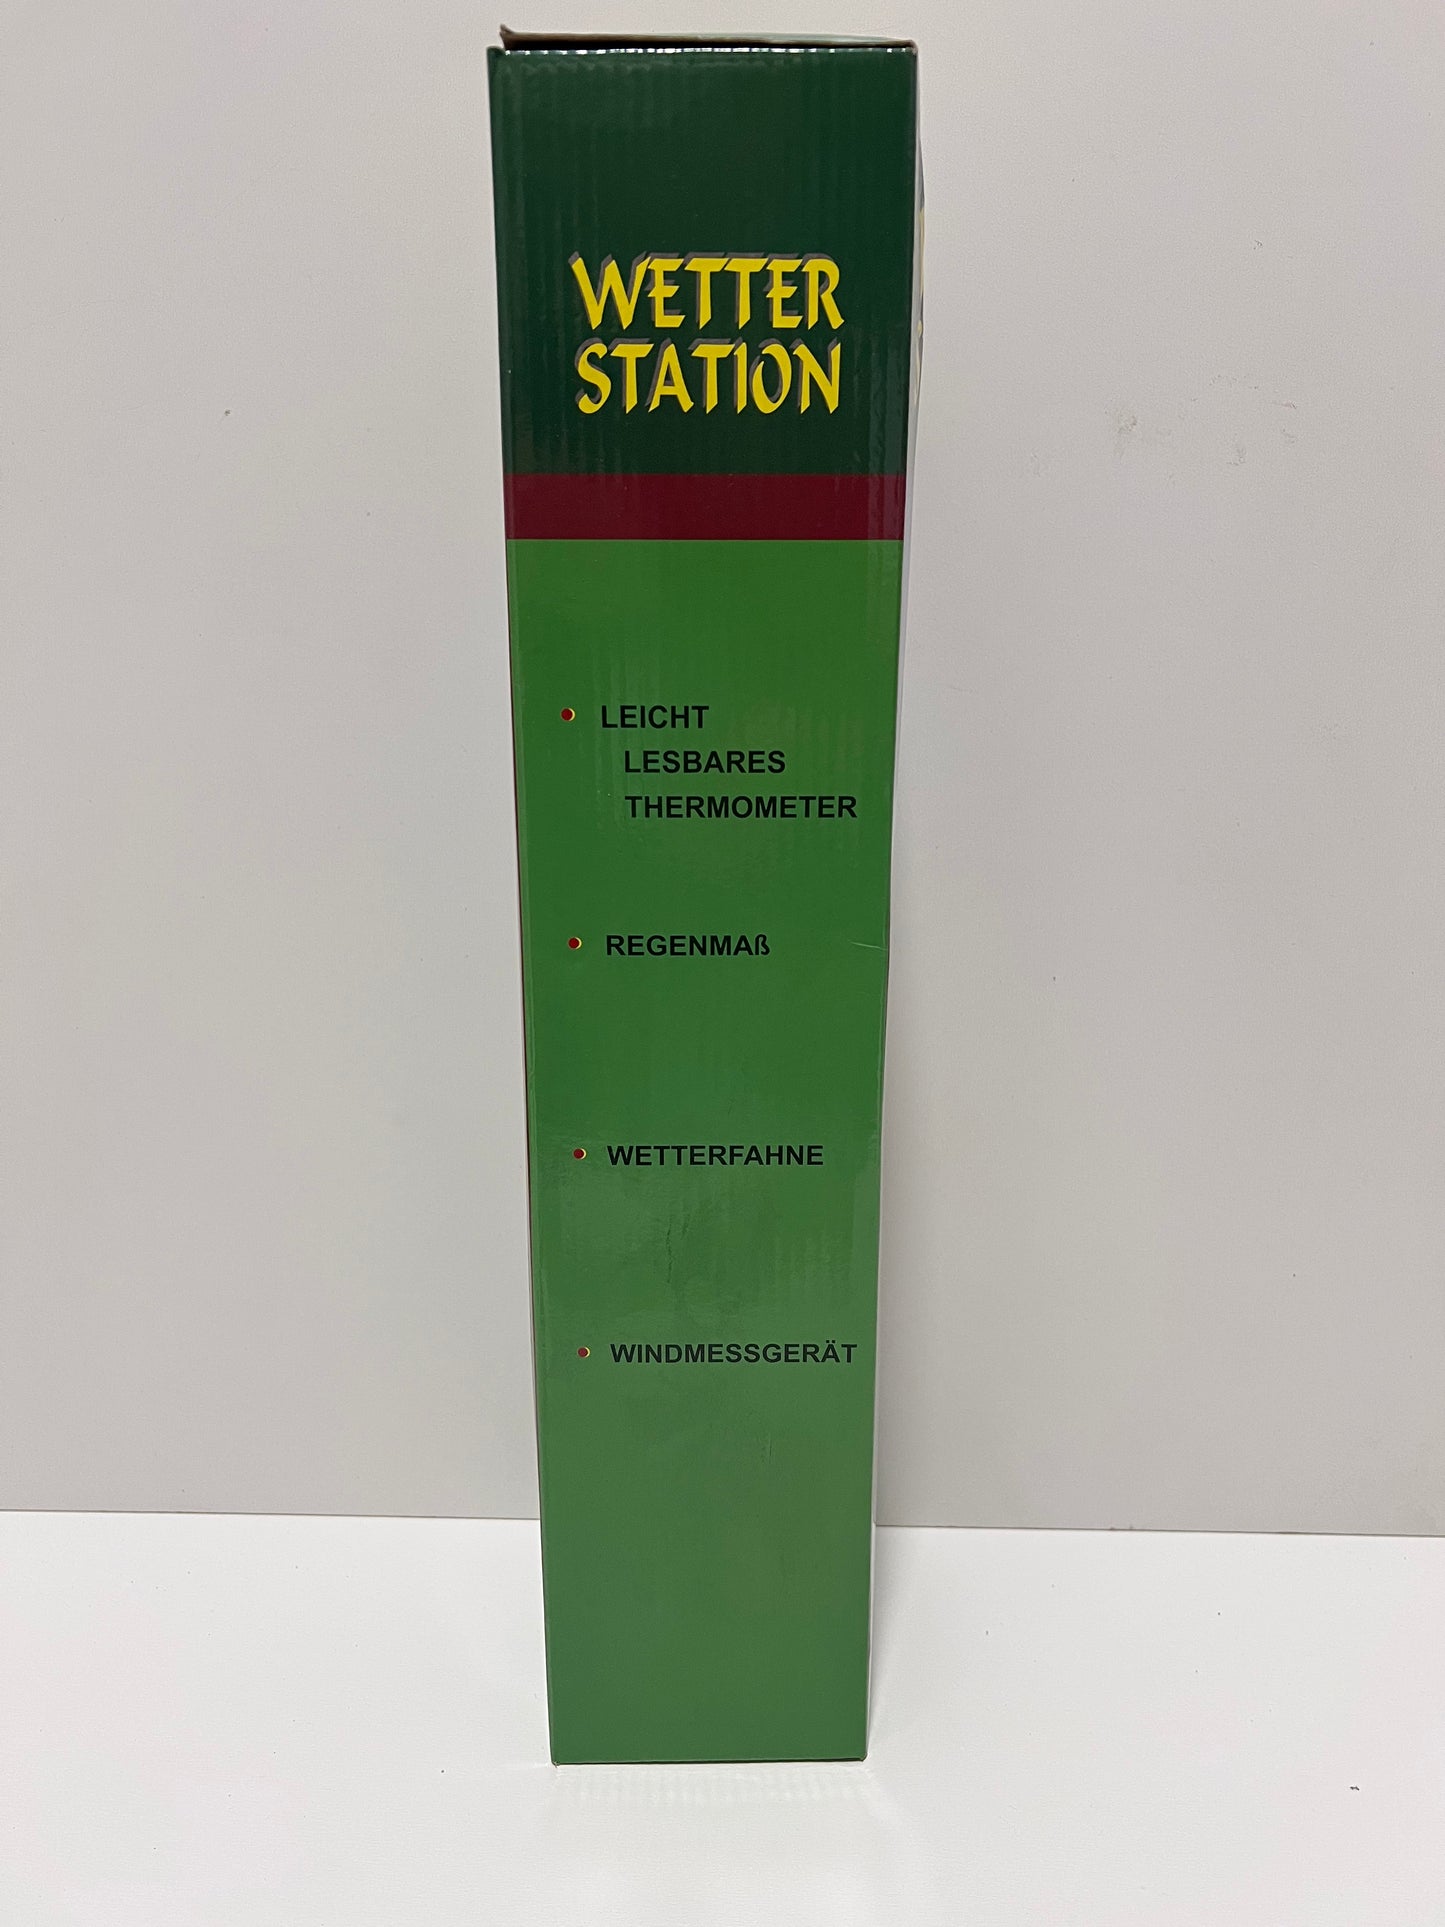 WETTER
STATION
• LEICHT
LESBARES
THERMOMETER
• REGENMAß
• WETTERFAHNE
• WINDMESSGERÄT